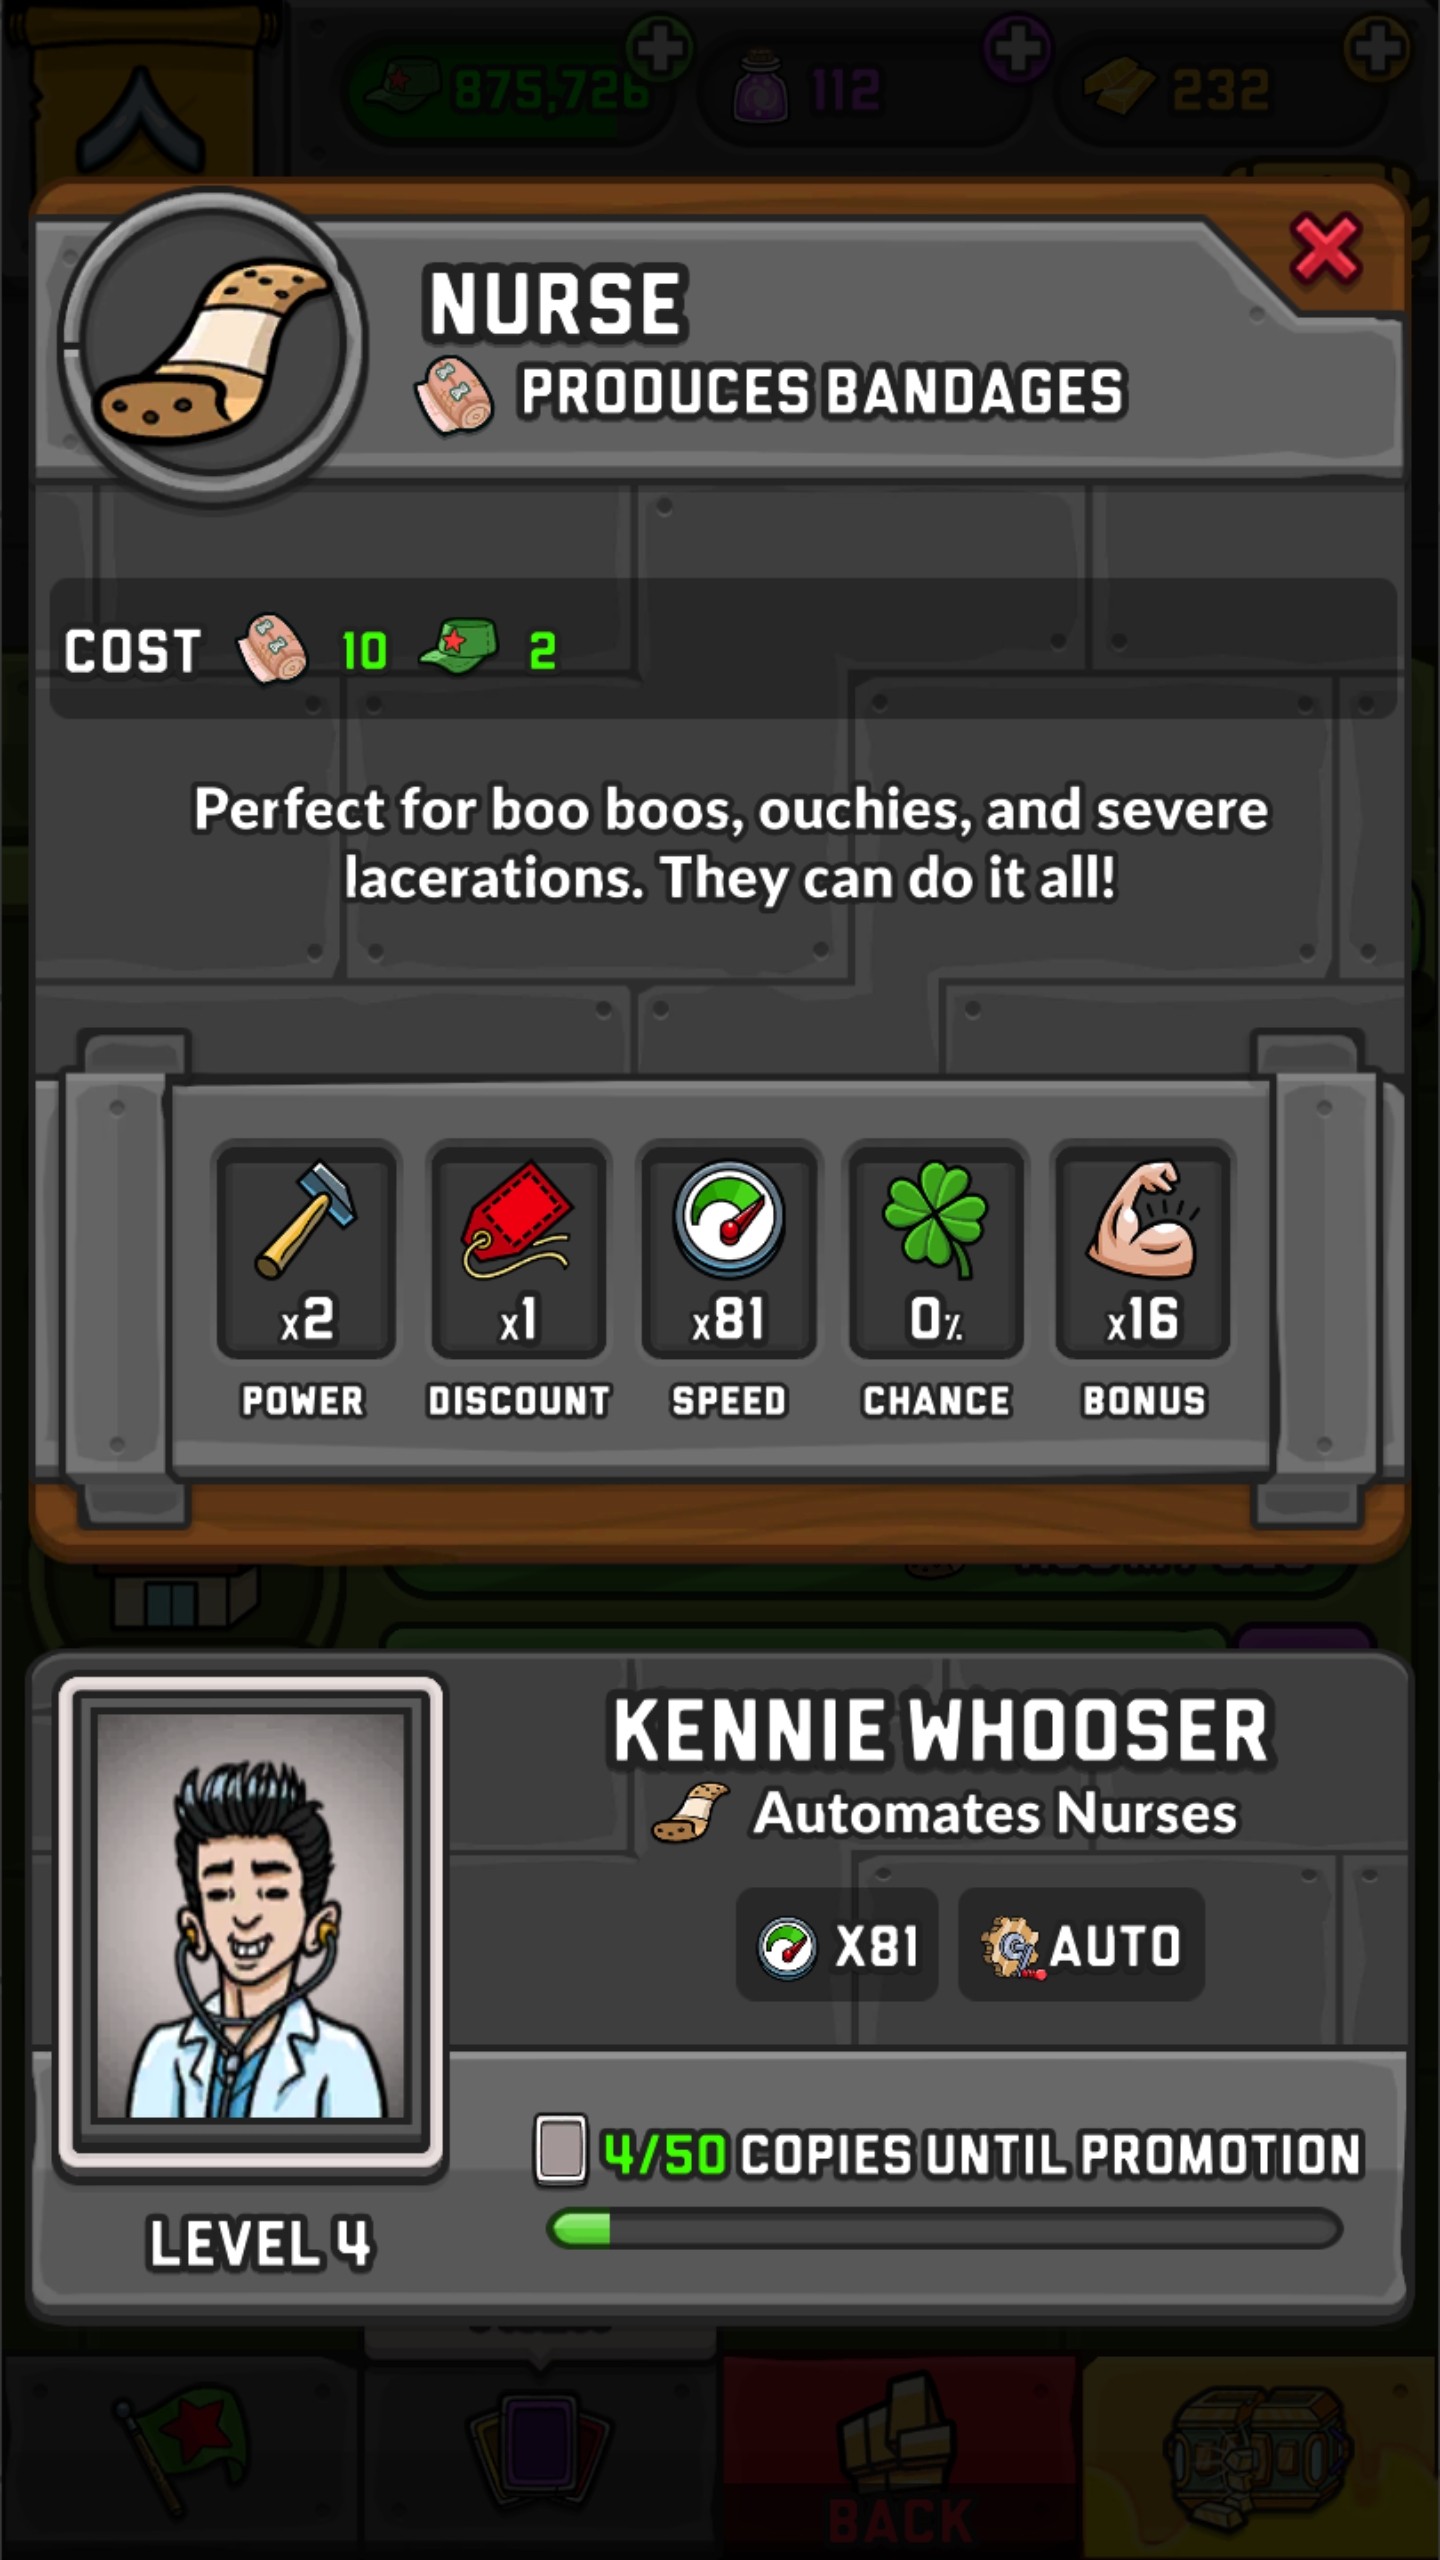 875,726
112
232
NURSE
PRODUCES BANDAGES
COST 10 2
Perfect for boo boos, ouchies, and severe
lacerations. They can do it all!
x2
x1
x81
0%
x16
POWER
DISCOUNT
SPEED
CHANCE
BONUS
KENNIE WHOOSER
Automates Nurses
X81
AUTO
4/50 COPIES UNTIL PROMOTION
LEVEL 4
BACK